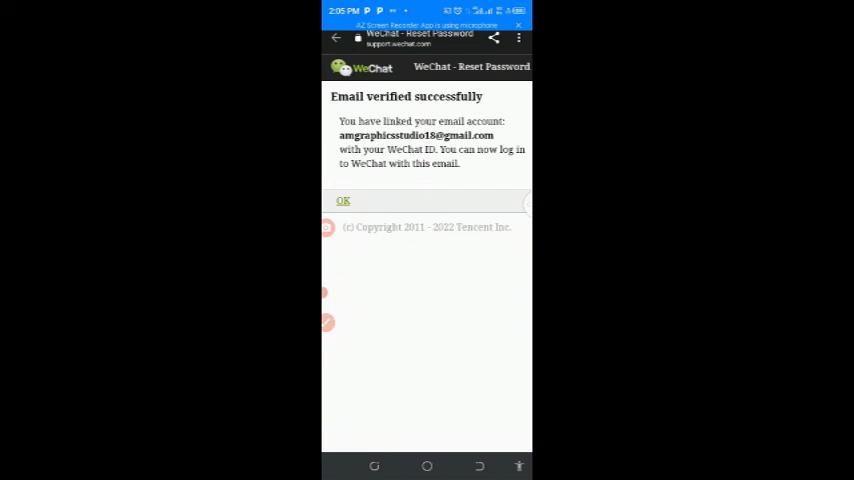 2:05 PM P P
AZ Screen Recorder App is using microphone
WeChat - Reset Password
support.wechat.com
WeChat WeChat - Reset Password
Email verified successfully
You have linked your email account:
amgraphicsstudio18@gmail.com
with your WeChat ID. You can now log in
to WeChat with this email.
OK
(c) Copyright 2011 - 2022 Tencent Inc.